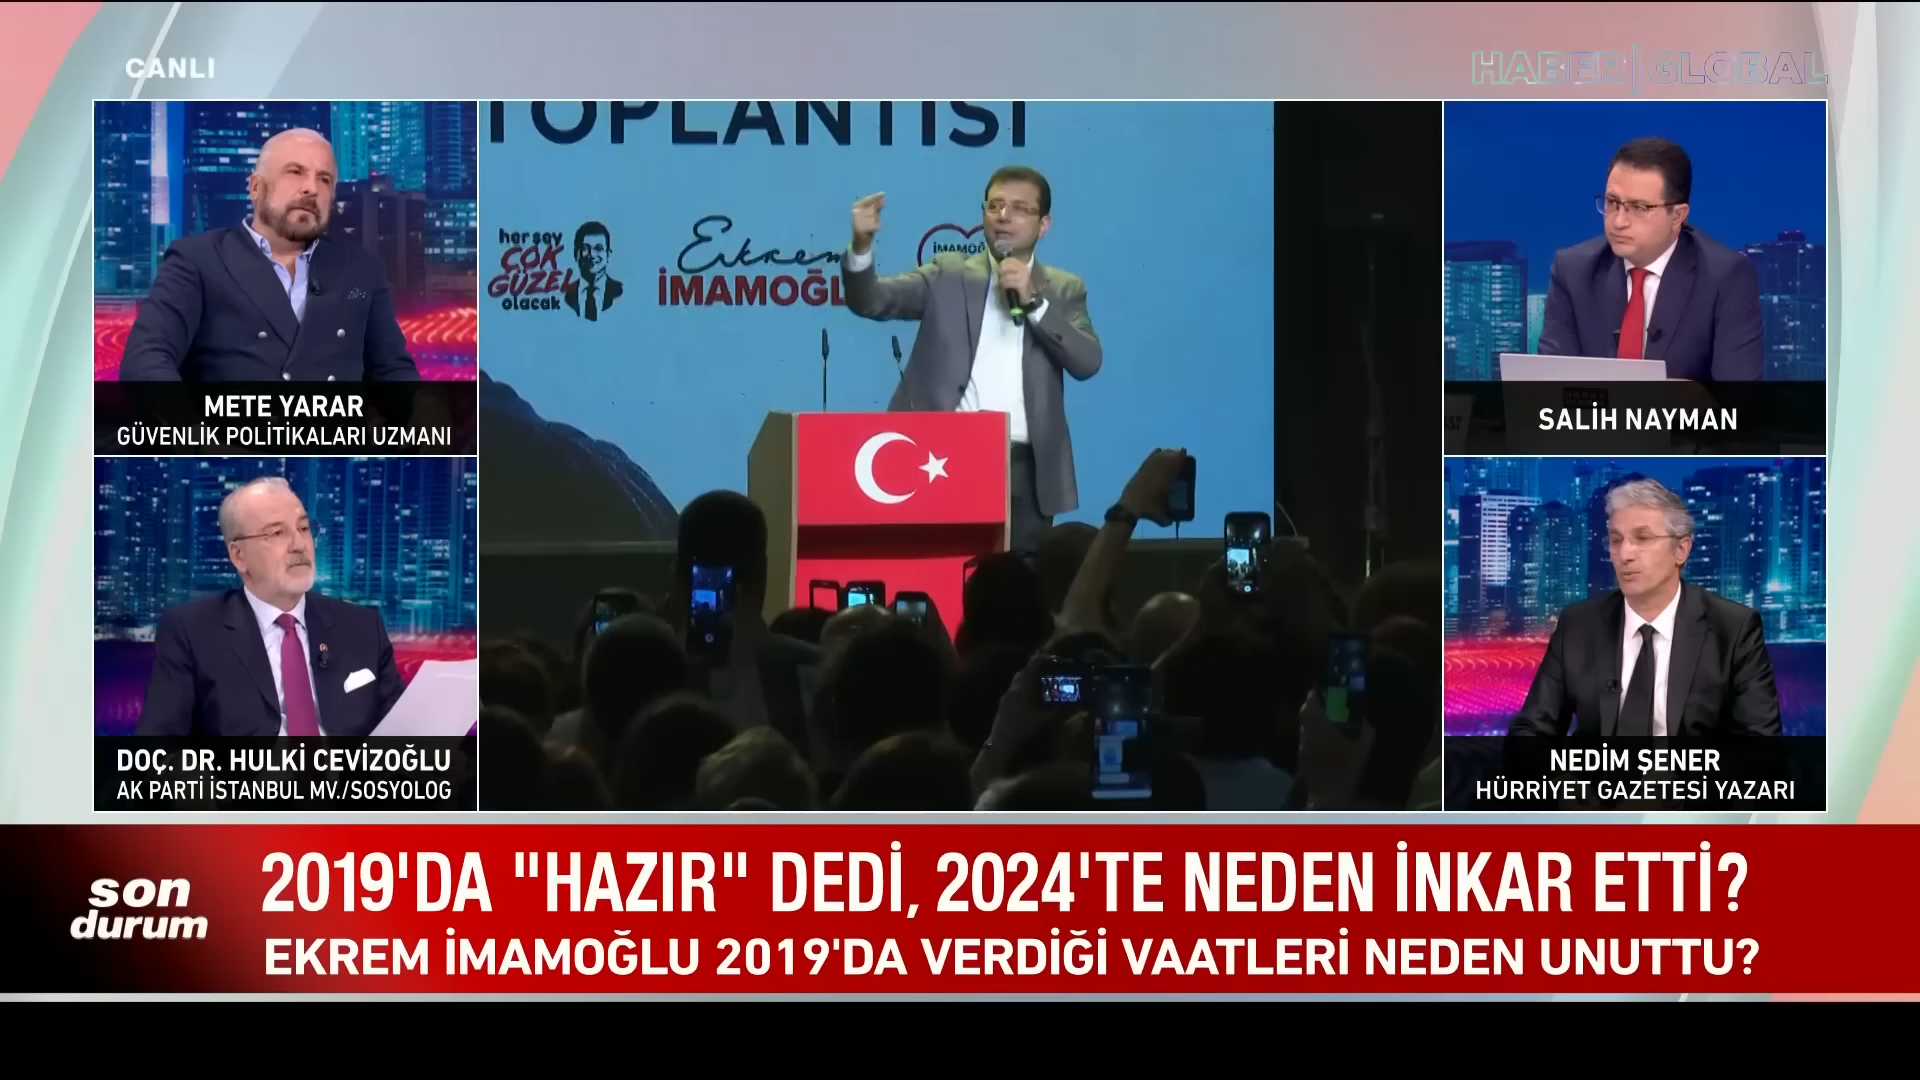 CANLI
HABER GLOBAL
TOPLANTISI
her şey
ÇOK
GÜZEL
olacak
Ekrem
İMAMOĞL
İMAMOĞ
METE YARAR
GÜVENLİK POLİTİKALARI UZMANI
SALİH NAYMAN
DOÇ. DR. HULKİ CEVİZOĞLU
AK PARTİ İSTANBUL MV./SOSYOLOG
NEDİM ŞENER
HÜRRİYET GAZETESİ YAZARI
son
durum
2019'DA "HAZIR" DEDİ, 2024'TE NEDEN İNKAR ETTİ?
EKREM İMAMOĞLU 2019'DA VERDİĞİ VAATLERİ NEDEN UNUTTU?